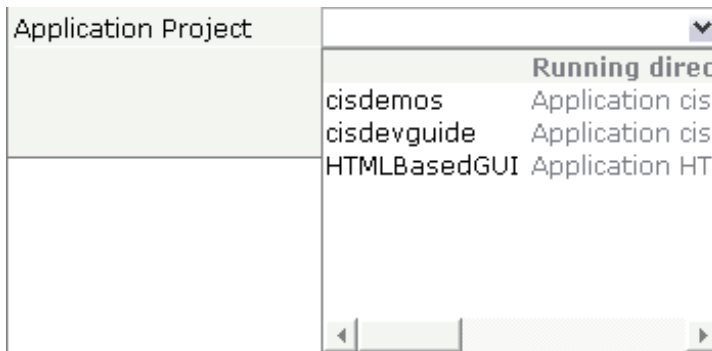 Application Project
Running direc
cisdemos Application cis
cisdevguide Application cis
HTMLBasedGUI Application HT